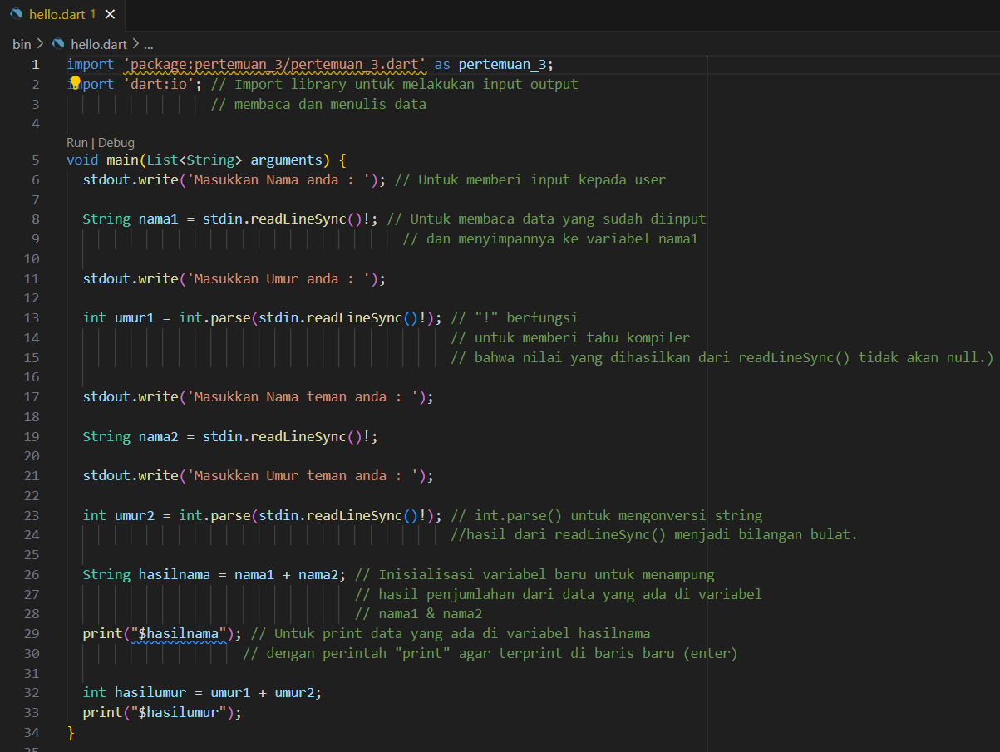 hello.dart 1
bin > hello.dart > ...
1 import 'package:pertemuan_3/pertemuan_3.dart' as pertemuan_3;
2 import 'dart:io'; // Import library untuk melakukan input output
3 // membaca dan menulis data
4
Run | Debug
5 void main(List<String> arguments) {
6 stdout.write('Masukkan Nama anda : '); // Untuk memberi input kepada user
7
8 String nama1 = stdin.readLineSync()!; // Untuk membaca data yang sudah diinput
9 // dan menyimpannya ke variabel nama1
10
11 stdout.write('Masukkan Umur anda : ');
12
13 int umur1 = int.parse(stdin.readLineSync()!); // "!" berfungsi
14 // untuk memberi tahu kompiler
15 // bahwa nilai yang dihasilkan dari readLineSync() tidak akan null.)
16
17 stdout.write('Masukkan Nama teman anda : ');
18
19 String nama2 = stdin.readLineSync()!;
20
21 stdout.write('Masukkan Umur teman anda : ');
22
23 int umur2 = int.parse(stdin.readLineSync()!); // int.parse() untuk mengonversi string
24 //hasil dari readLineSync() menjadi bilangan bulat.
25
26 String hasilnama = nama1 + nama2; // Inisialisasi variabel baru untuk menampung
27 // hasil penjumlahan dari data yang ada di variabel
28 // nama1 & nama2
29 print("$hasilnama"); // Untuk print data yang ada di variabel hasilnama
30 // dengan perintah "print" agar terprint di baris baru (enter)
31
32 int hasilumur = umur1 + umur2;
33 print("$hasilumur");
34 }
35